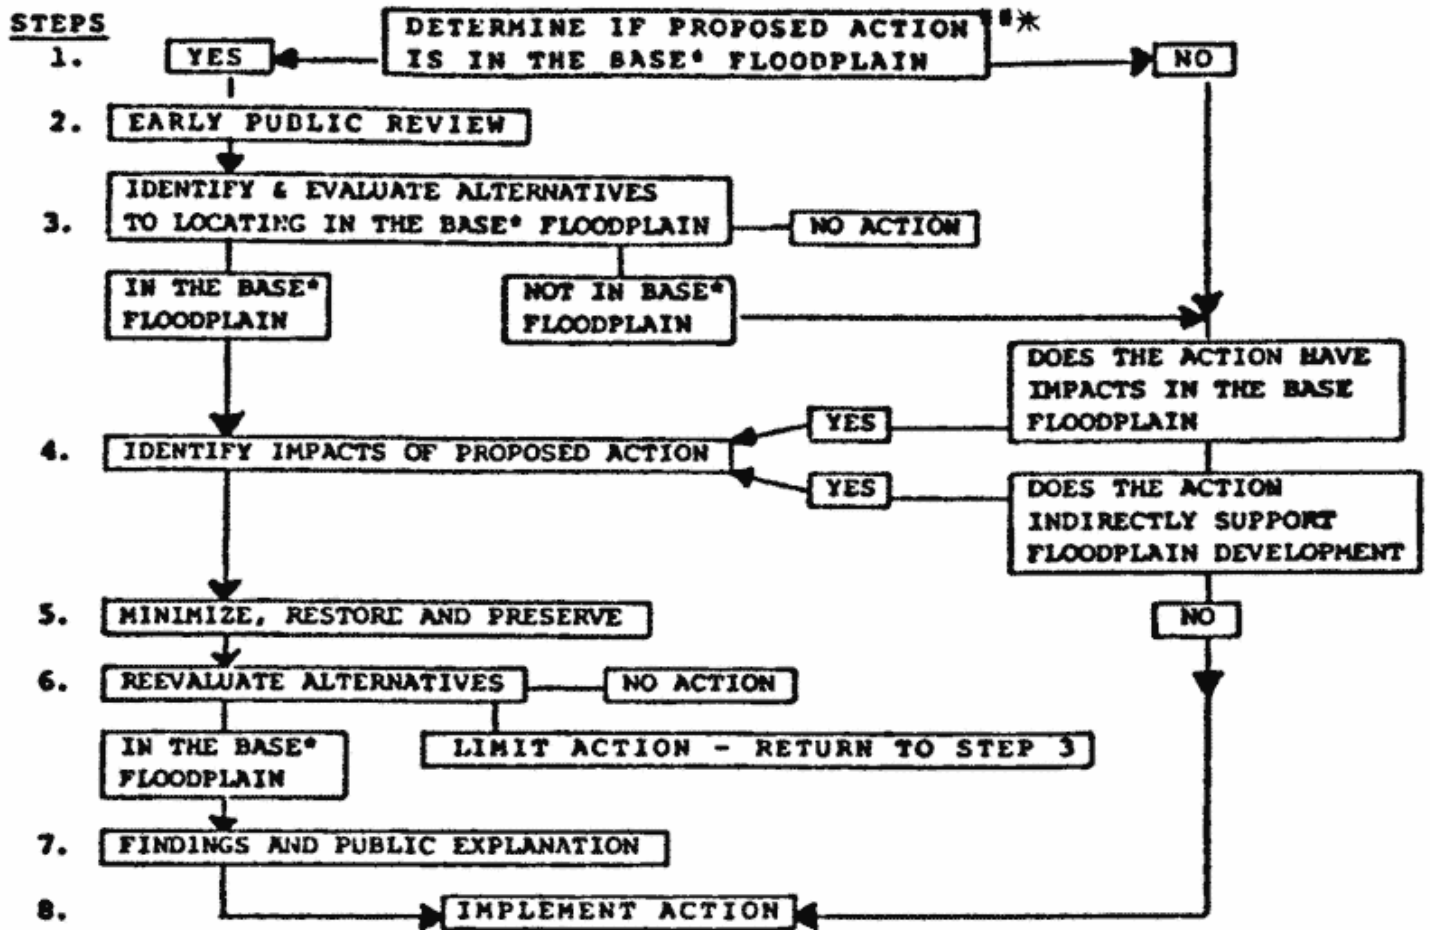 STEPS
DETERMINE IF PROPOSED ACTION***
1.
YES
IS IN THE BASE* FLOODPLAIN
NO
2.
EARLY PUBLIC REVIEW
IDENTIFY & EVALUATE ALTERNATIVES
3.
TO LOCATING IN THE BASE* FLOODPLAIN
NO ACTION
IN THE BASE*
FLOODPLAIN
NOT IN BASE*
FLOODPLAIN
DOES THE ACTION HAVE
IMPACTS IN THE BASE
FLOODPLAIN
YES
4.
IDENTIFY IMPACTS OF PROPOSED ACTION
YES
DOES THE ACTION
INDIRECTLY SUPPORT
FLOODPLAIN DEVELOPMENT
5.
MINIMIZE, RESTORE AND PRESERVE
NO
6.
REEVALUATE ALTERNATIVES
NO ACTION
IN THE BASE*
FLOODPLAIN
LIMIT ACTION - RETURN TO STEP 3
7.
FINDINGS AND PUBLIC EXPLANATION
8.
IMPLEMENT ACTION